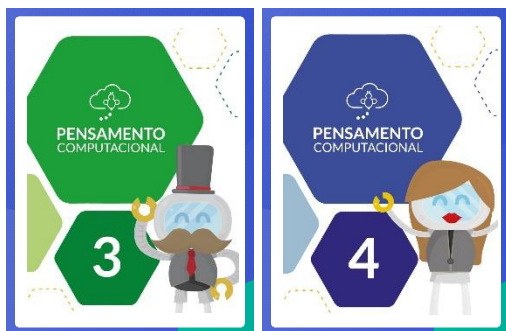 PENSAMENTO
COMPUTACIONAL
3
PENSAMENTO
COMPUTACIONAL
4